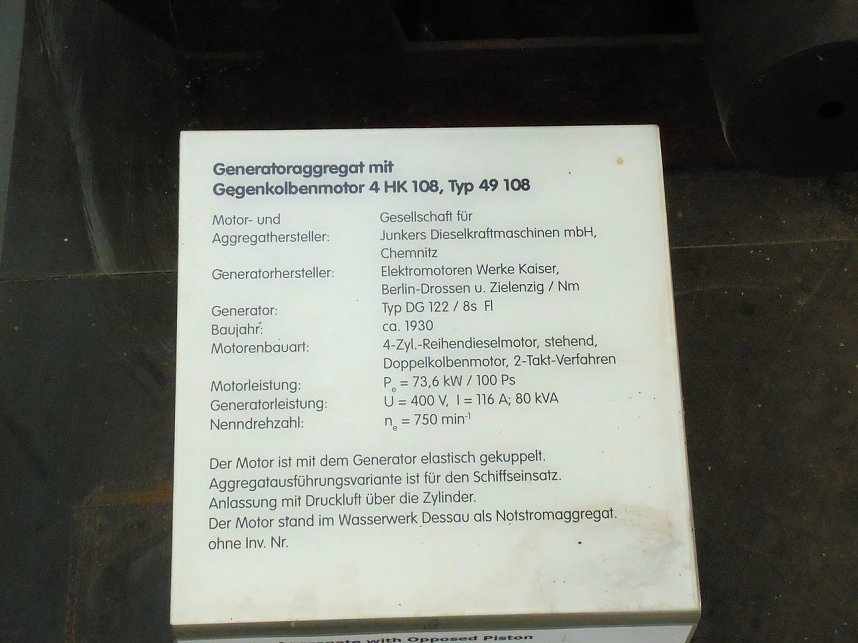 Generatoraggregat mit
Gegenkolbenmotor 4 HK 108, Typ 49 108
Motor- und Gesellschaft für
Aggregathersteller: Junkers Dieselkraftmaschinen mbH,
Chemnitz
Generatorhersteller: Elektromotoren Werke Kaiser,
Berlin-Drossen u. Zielenzig / Nm
Generator: Typ DG 122 / 8s Fl
Baujahr: ca. 1930
Motorenbauart: 4-Zyl.-Reihendieselmotor, stehend,
Doppelkolbenmotor, 2-Takt-Verfahren
Motorleistung: Pe = 73,6 kW / 100 Ps
Generatorleistung: U = 400 V, I = 116 A; 80 kVA
Nenndrehzahl: ne = 750 min-1
Der Motor ist mit dem Generator elastisch gekuppelt.
Aggregatausführungsvariante ist für den Schiffseinsatz.
Anlassung mit Druckluft über die Zylinder.
Der Motor stand im Wasserwerk Dessau als Notstromaggregat.
ohne Inv. Nr.
with Opposed Piston